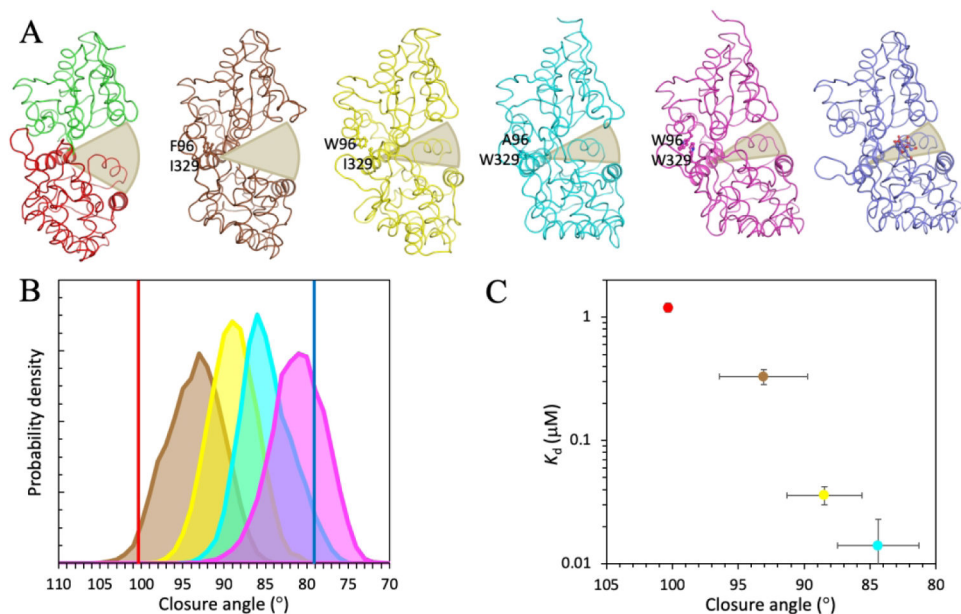 A
F96
I329
W96
I329
A96
W329
W96
W329
B
Probability density
110 105 100 95 90 85 80 75 70
Closure angle (°)
C
1
0.1
0.01
Kd (µM)
105 100 95 90 85 80
Closure angle (°)